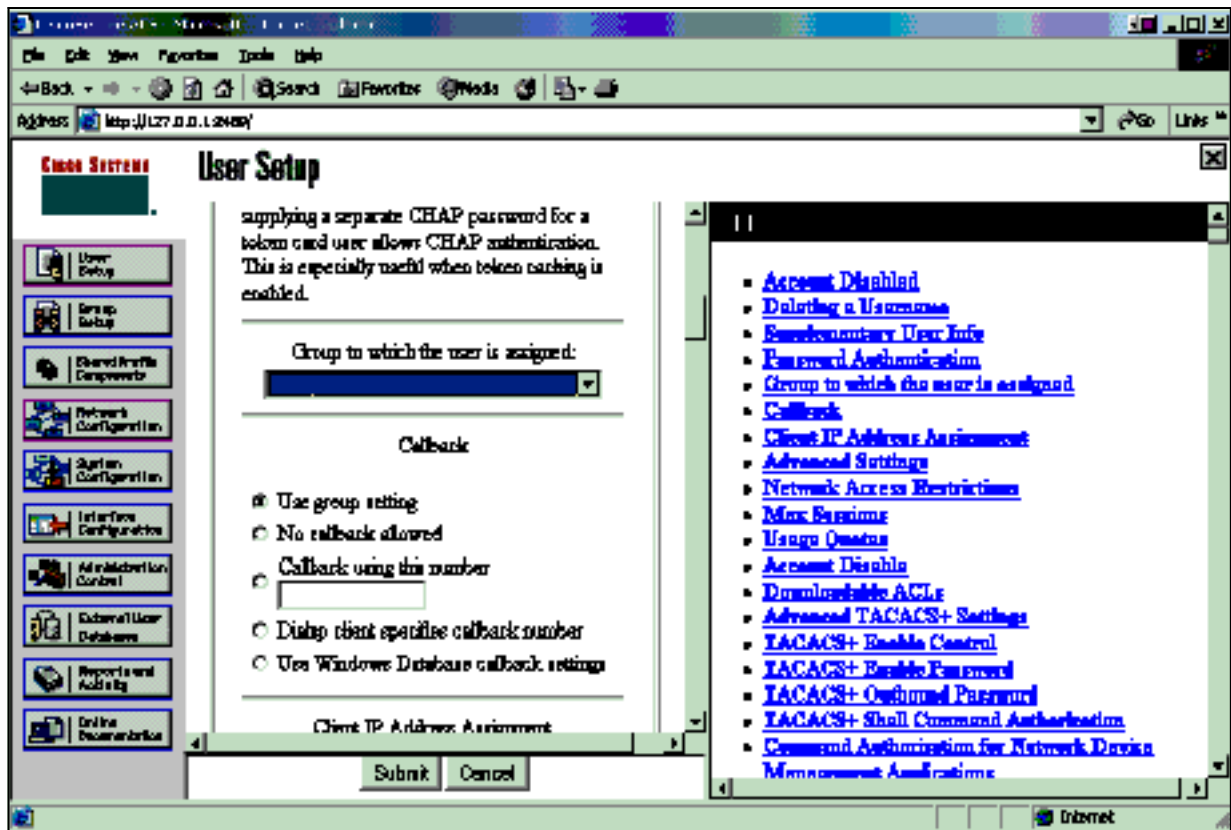 File Edit View Favorites Tools Help
Back Search Favorites Media
Address http://127.0.0.1:2489/ Go Links
CISCO SYSTEMS
User Setup
User Setup
Group Setup
Shared Profile Components
Network Configuration
System Configuration
Interface Configuration
Administration Control
External User Databases
Reports and Activity
Online Documentation
supplying a separate CHAP password for a
token card user allows CHAP authentication.
This is especially useful when token caching is
enabled.
Group to which the user is assigned:
Callback
Use group setting
No callback allowed
Callback using this number
Dialup client specifies callback number
Use Windows Database callback settings
Client IP Address Assignment
Submit Cancel
Account Disabled
Deleting a Username
Supplementary User Info
Password Authentication
Group to which the user is assigned
Callback
Client IP Address Assignment
Advanced Settings
Network Access Restrictions
Max Sessions
Usage Quotas
Account Disable
Downloadable ACLs
Advanced TACACS+ Settings
TACACS+ Enable Control
TACACS+ Enable Password
TACACS+ Outbound Password
TACACS+ Shell Command Authorization
Command Authorization for Network Device
Management Applications
Internet